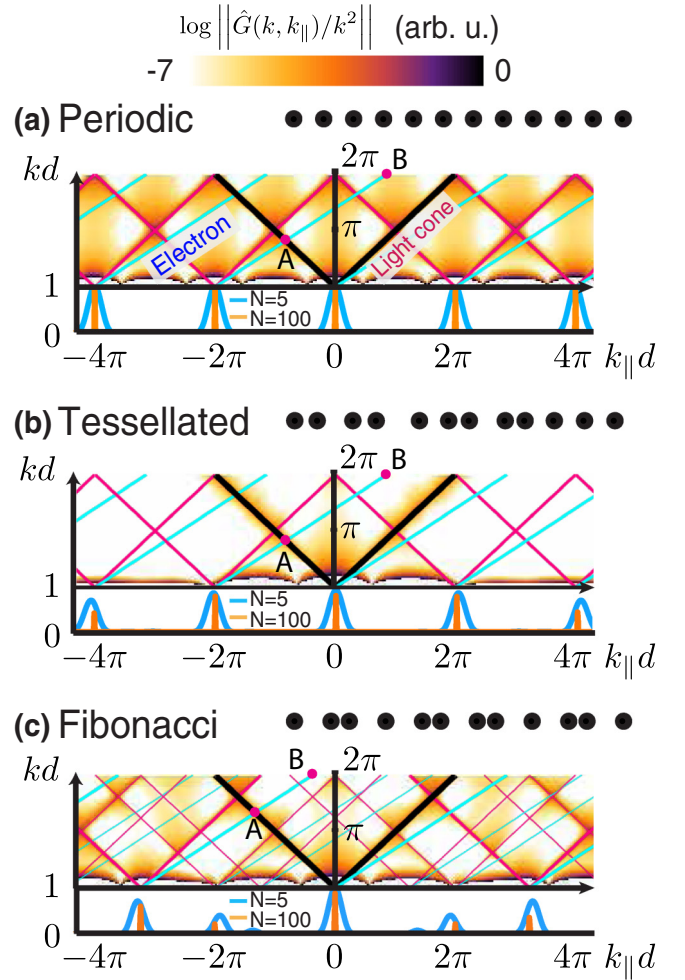 log ||Ĝ(k, k∥)/k²|| (arb. u.)
-7 0
(a) Periodic
kd 2π B
π
Electron
Light cone
A
1
N=5
N=100
0
−4π −2π 0 2π 4π k∥d
(b) Tessellated
kd 2π B
π
A
1
N=5
N=100
0
−4π −2π 0 2π 4π k∥d
(c) Fibonacci
kd B 2π
A
π
1
N=5
N=100
0
−4π −2π 0 2π 4π k∥d